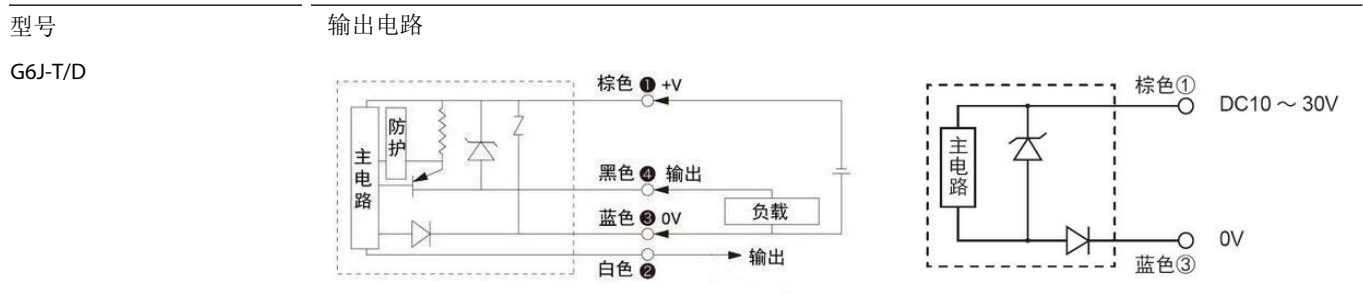 型号
输出电路
G6J-T/D
棕色 ❶ +V
防护
主电路
黑色 ❹ 输出
负载
蓝色 ❸ 0V
输出
白色 ❷
棕色①
DC10～30V
主电路
0V
蓝色③